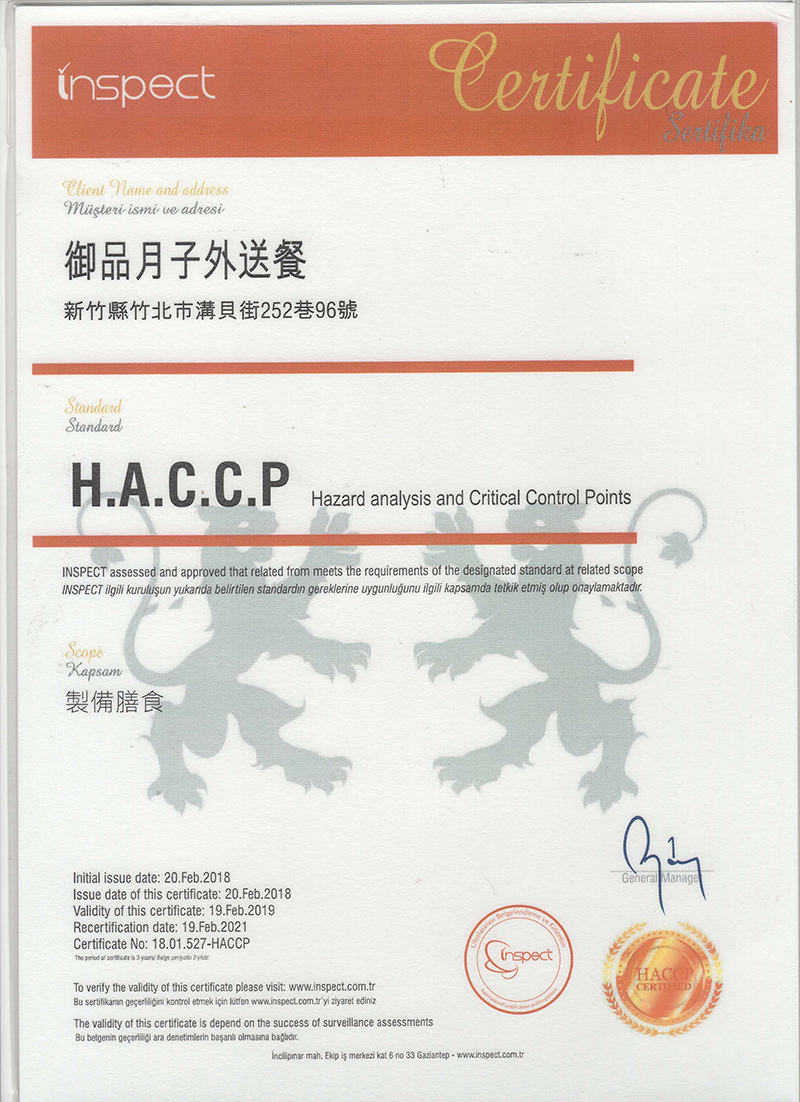 inspect
Certificate
Sertifika
Client Name and address
Müşteri ismi ve adresi
御品月子外送餐
新竹縣竹北市溝貝街252巷96號
Standard
Standard
H.A.C.C.P Hazard analysis and Critical Control Points
INSPECT assessed and approved that related from meets the requirements of the designated standard at related scope
INSPECT ilgili kuruluşun yukarıda belirtilen standardın gereklerine uygunluğunu ilgili kapsamda tetkik etmiş olup onaylamaktadır.
Scope
Kapsam
製備膳食
General Manager
Initial issue date: 20.Feb.2018
Issue date of this certificate: 20.Feb.2018
Validity of this certificate: 19.Feb.2019
Recertification date: 19.Feb.2021
Certificate No: 18.01.527-HACCP
The period of certificate is 3 years/ Belge periyodu 3 yıldır
Uluslararası Belgelendirme ve Gözetim
inspect
International certification and inspection
HACCP
CERTIFIED
To verify the validity of this certificate please visit: www.inspect.com.tr
Bu sertifikanın geçerliliğini kontrol etmek için lütfen www.inspect.com.tr'yi ziyaret ediniz
The validity of this certificate is depend on the success of surveillance assessments
Bu belgenin geçerliliği ara denetimlerin başarılı olmasına bağlıdır.
İncilipınar mah. Ekip iş merkezi kat 6 no 33 Gaziantep - www.inspect.com.tr